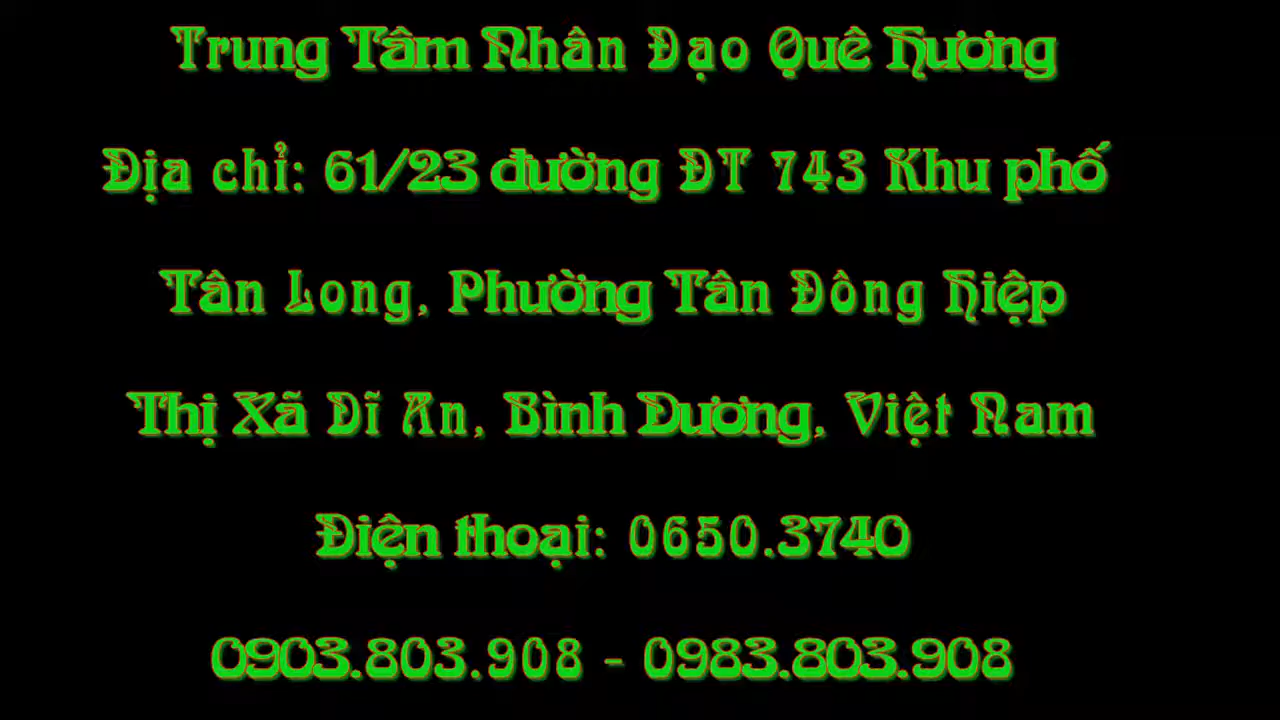 Trung Tâm Nhân Đạo Quê Hương
Địa chỉ: 61/23 đường ĐT 743 Khu phố
Tân Long, Phường Tân Đông Hiệp
Thị Xã Dĩ An, Bình Dương, Việt Nam
Điện thoại: 0650.3740
0903.803.908 - 0983.803.908